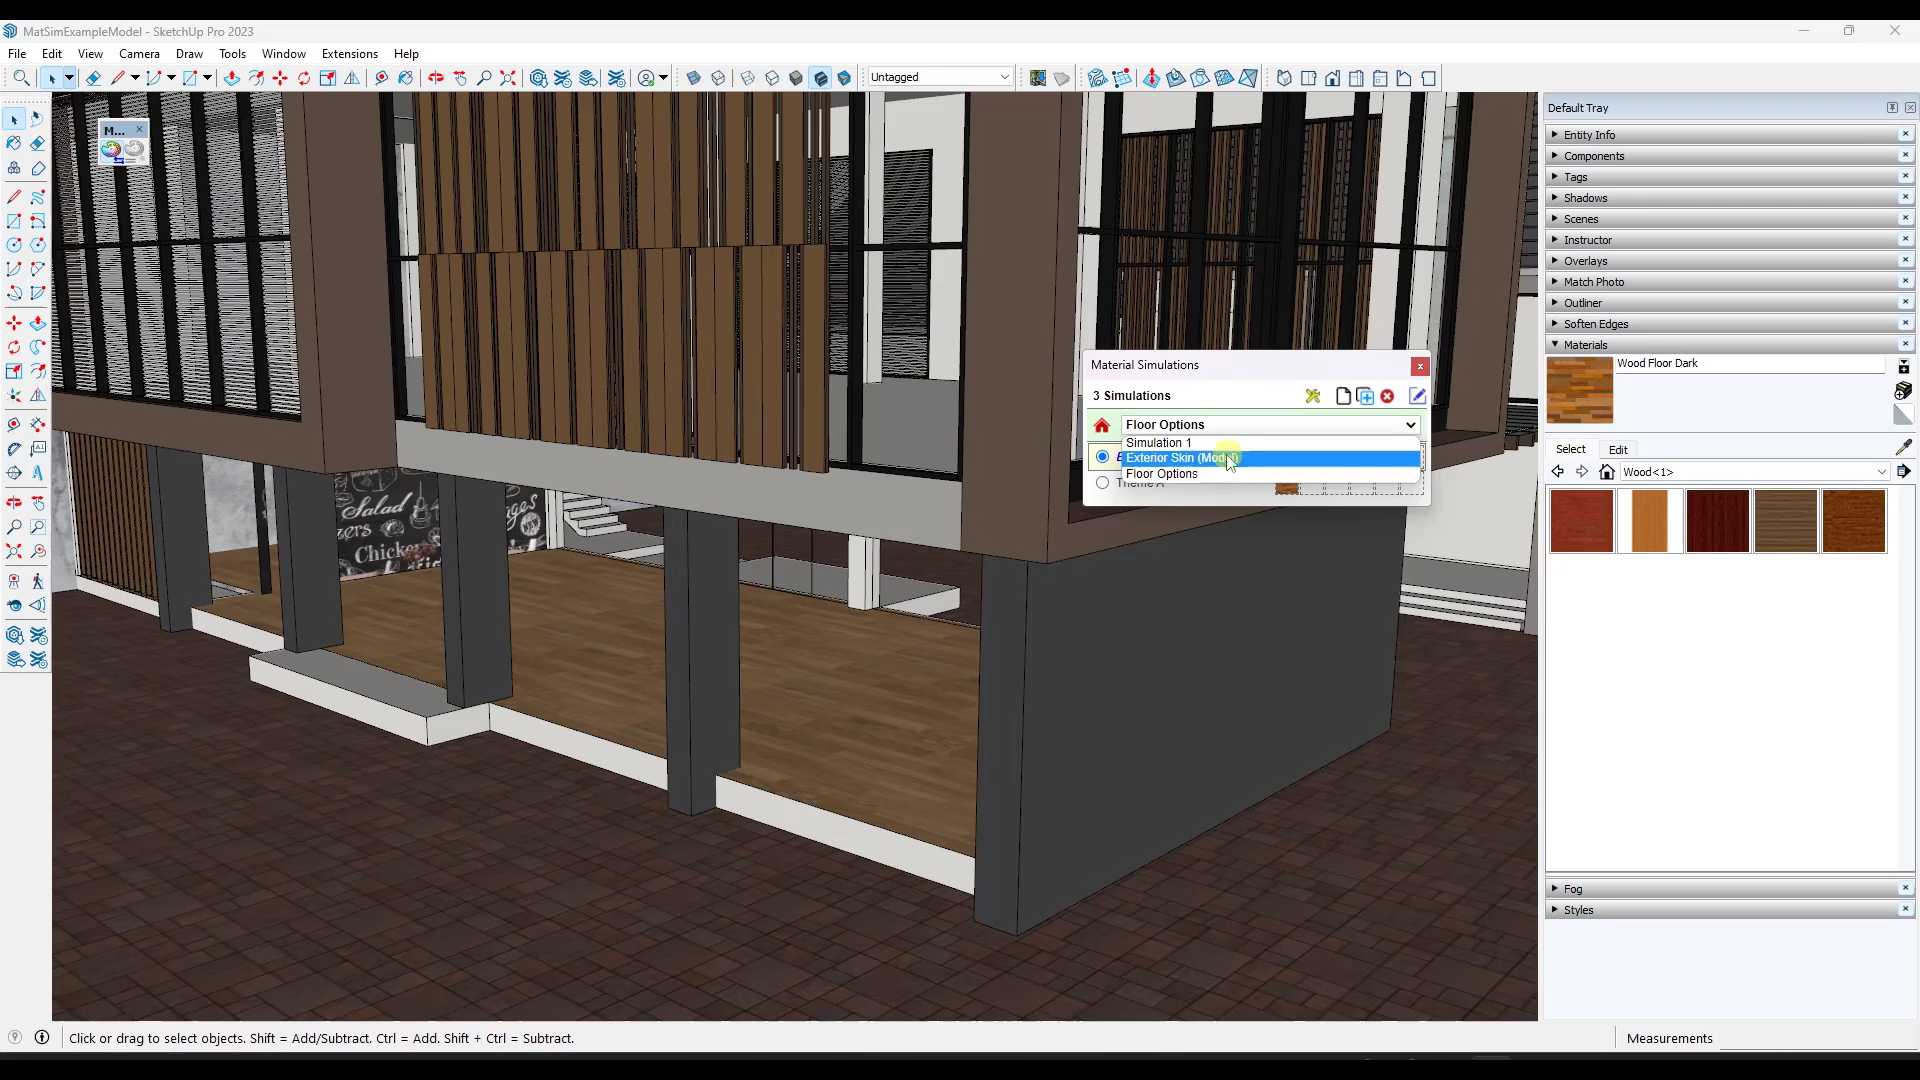 MatSimExampleModel - SketchUp Pro 2023
File Edit View Camera Draw Tools Window Extensions Help
Untagged
M...
Default Tray
Entity Info
Components
Tags
Shadows
Scenes
Instructor
Overlays
Match Photo
Outliner
Soften Edges
Materials
Wood Floor Dark
Select Edit
Wood<1>
Fog
Styles
Material Simulations
3 Simulations
Floor Options
Simulation 1
Exterior Skin (Model)
Floor Options
Theme A
Salad
Click or drag to select objects. Shift = Add/Subtract. Ctrl = Add. Shift + Ctrl = Subtract.
Measurements